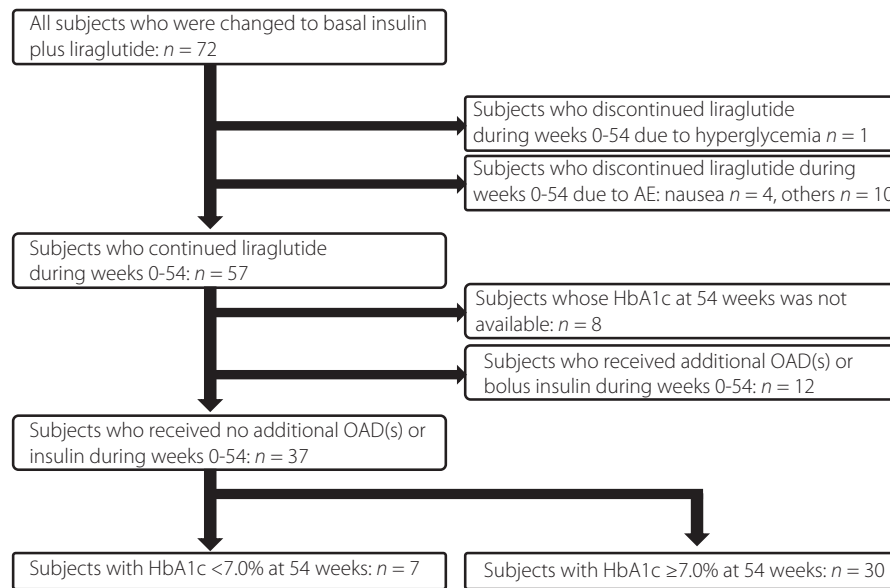 All subjects who were changed to basal insulin
plus liraglutide: n = 72
Subjects who discontinued liraglutide
during weeks 0-54 due to hyperglycemia n = 1
Subjects who discontinued liraglutide during
weeks 0-54 due to AE: nausea n = 4, others n = 10
Subjects who continued liraglutide
during weeks 0-54: n = 57
Subjects whose HbA1c at 54 weeks was not
available: n = 8
Subjects who received additional OAD(s) or
bolus insulin during weeks 0-54: n = 12
Subjects who received no additional OAD(s) or
insulin during weeks 0-54: n = 37
Subjects with HbA1c <7.0% at 54 weeks: n = 7
Subjects with HbA1c ≥7.0% at 54 weeks: n = 30